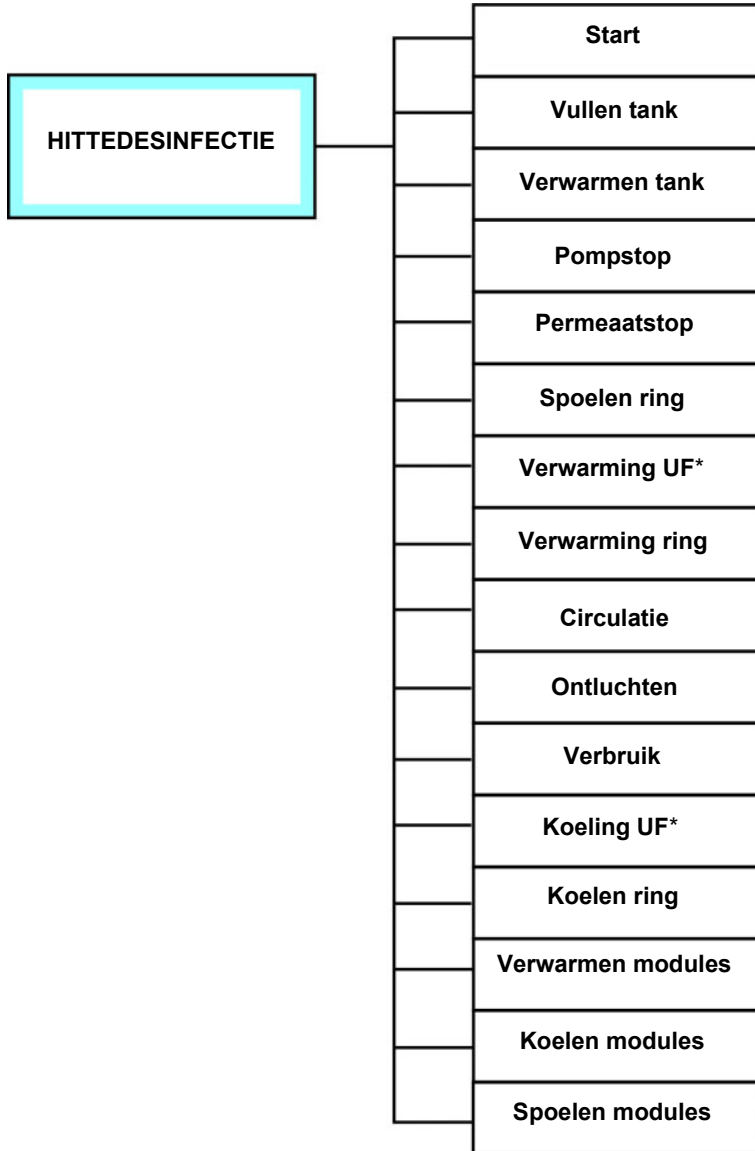 HITTEDESINFECTIE
Start
Vullen tank
Verwarmen tank
Pompstop
Permeaatstop
Spoelen ring
Verwarming UF*
Verwarming ring
Circulatie
Ontluchten
Verbruik
Koeling UF*
Koelen ring
Verwarmen modules
Koelen modules
Spoelen modules